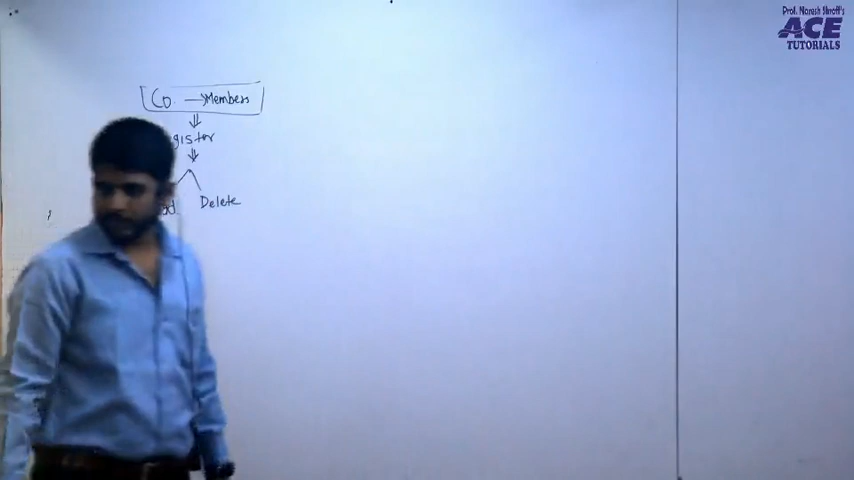 Prof. Naresh Shroff's
ACE
TUTORIALS
Co. → Members
Delete